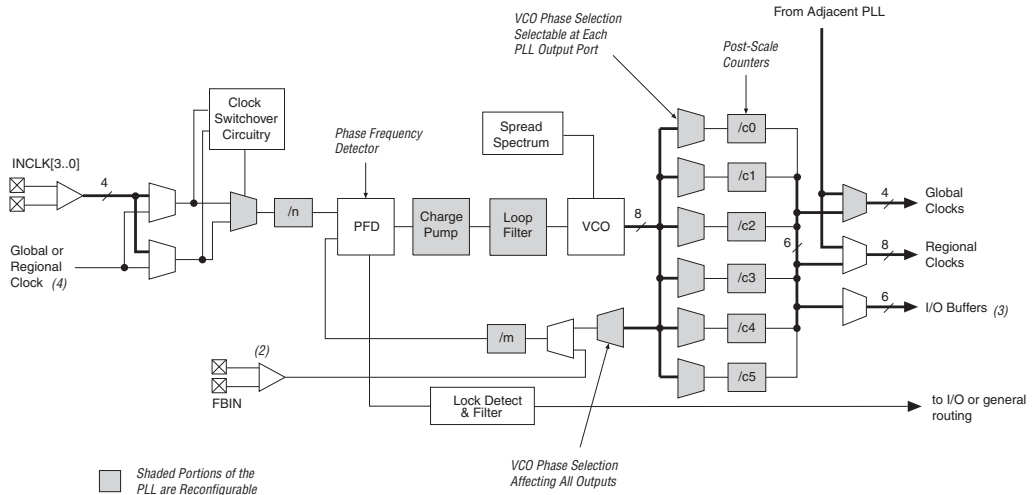 From Adjacent PLL
VCO Phase Selection
Selectable at Each
PLL Output Port
Post-Scale
Counters
Clock
Switchover
Circuitry
Phase Frequency
Detector
Spread
Spectrum
INCLK[3..0]
4
/n
PFD
Charge
Pump
Loop
Filter
VCO
8
/c0
/c1
/c2
/c3
/c4
/c5
6
4
Global
Clocks
8
Regional
Clocks
6
I/O Buffers (3)
Global or
Regional
Clock (4)
/m
(2)
FBIN
Lock Detect
& Filter
to I/O or general
routing
VCO Phase Selection
Affecting All Outputs
Shaded Portions of the
PLL are Reconfigurable